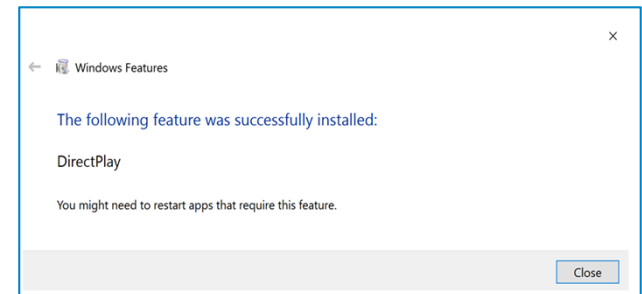 Windows Features
The following feature was successfully installed:
DirectPlay
You might need to restart apps that require this feature.
Close